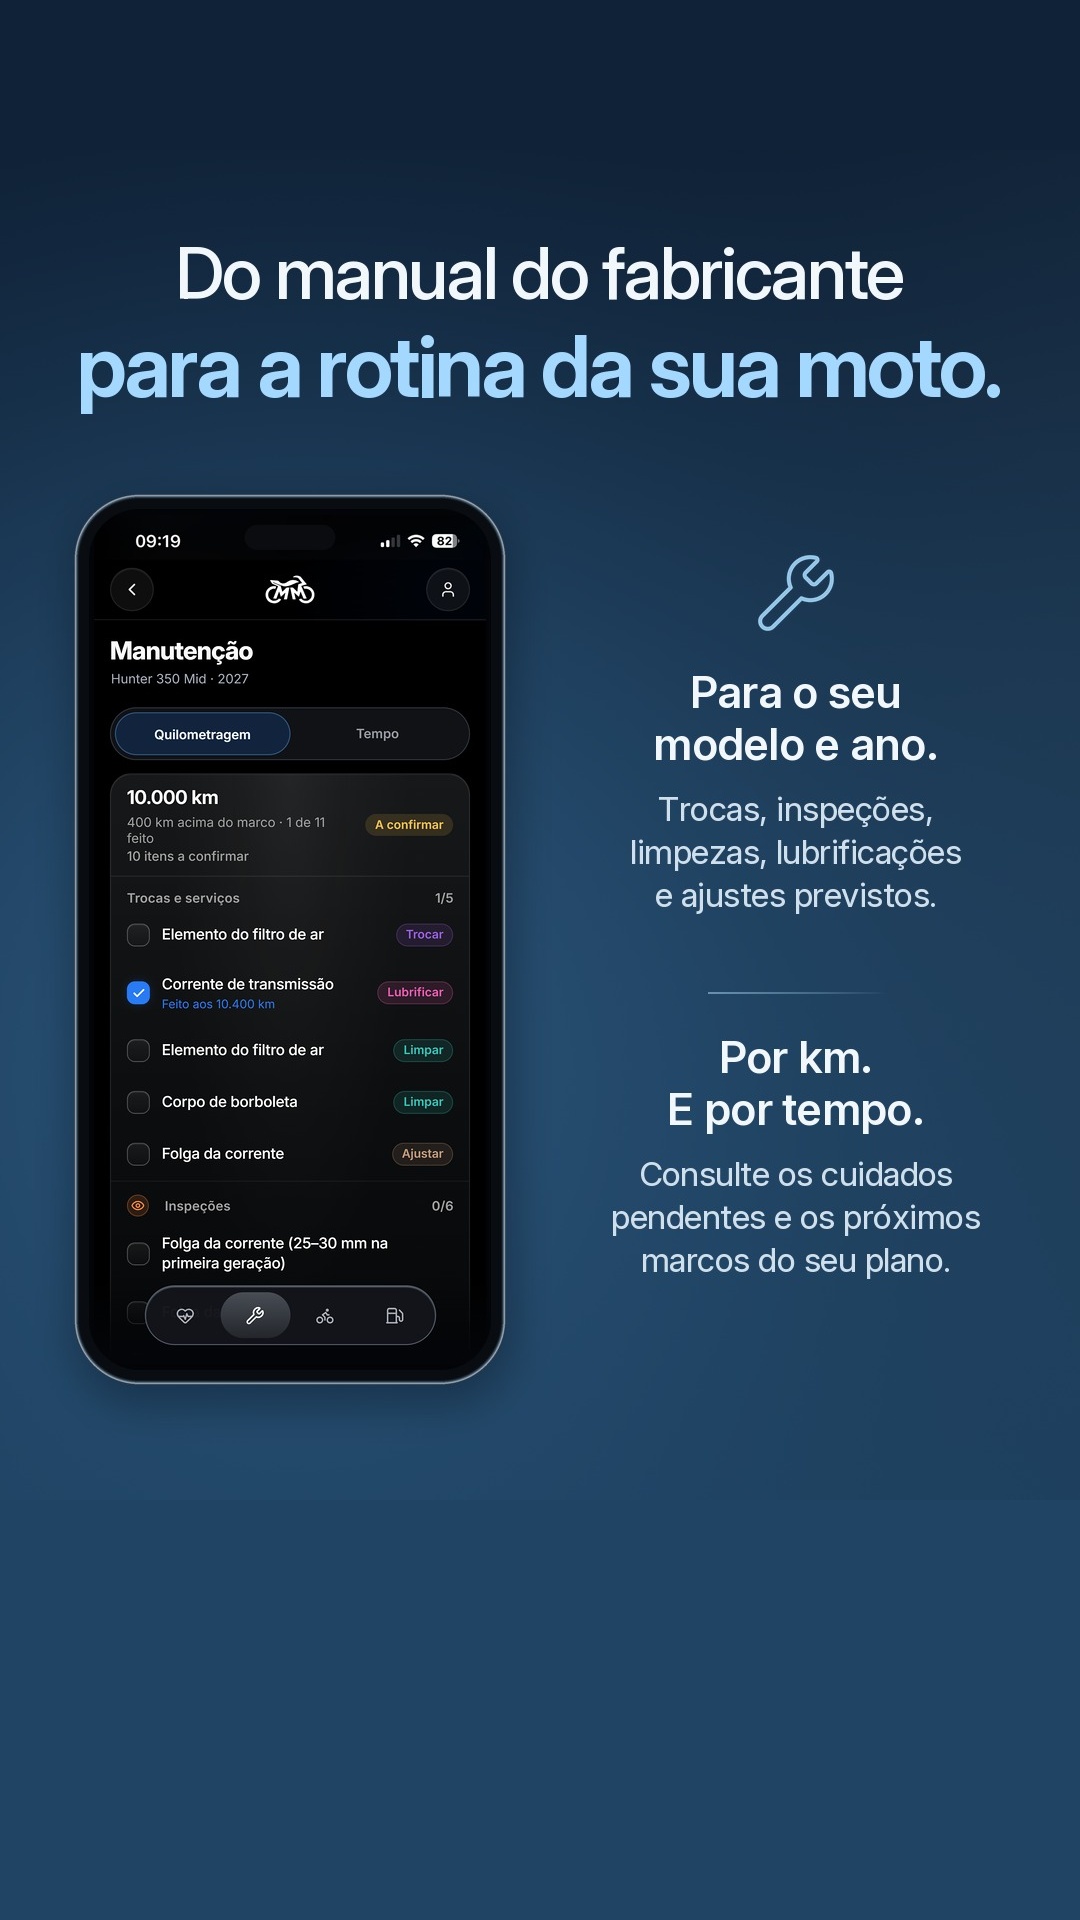 Do manual do fabricante
para a rotina da sua moto.
09:19
82
MM
Manutenção
Hunter 350 Mid · 2027
Quilometragem
Tempo
10.000 km
400 km acima do marco · 1 de 11
feito
10 itens a confirmar
A confirmar
Trocas e serviços
1/5
Elemento do filtro de ar
Trocar
Corrente de transmissão
Feito aos 10.400 km
Lubrificar
Elemento do filtro de ar
Limpar
Corpo de borboleta
Limpar
Folga da corrente
Ajustar
Inspeções
0/6
Folga da corrente (25–30 mm na
primeira geração)
Para o seu
modelo e ano.
Trocas, inspeções,
limpezas, lubrificações
e ajustes previstos.
Por km.
E por tempo.
Consulte os cuidados
pendentes e os próximos
marcos do seu plano.